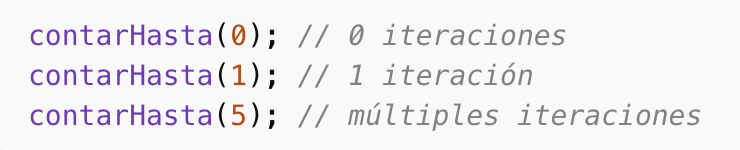 contarHasta(0); // 0 iteraciones
contarHasta(1); // 1 iteración
contarHasta(5); // múltiples iteraciones